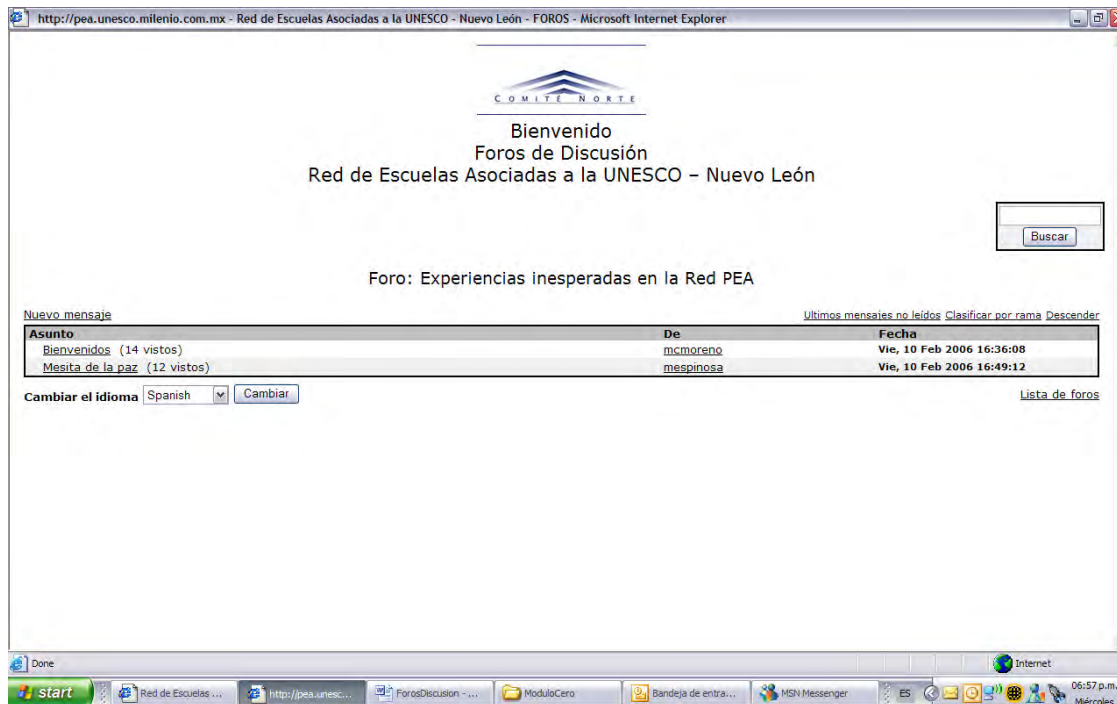 http://pea.unesco.milenio.com.mx - Red de Escuelas Asociadas a la UNESCO - Nuevo León - FOROS - Microsoft Internet Explorer
COMITÉ NORTE
Bienvenido
Foros de Discusión
Red de Escuelas Asociadas a la UNESCO – Nuevo León
Buscar
Foro: Experiencias inesperadas en la Red PEA
Nuevo mensaje Ultimos mensajes no leídos Clasificar por rama Descender
Asunto De Fecha
Bienvenidos (14 vistos) mcmoreno Vie, 10 Feb 2006 16:36:08
Mesita de la paz (12 vistos) mespinosa Vie, 10 Feb 2006 16:49:12
Cambiar el idioma Spanish Cambiar Lista de foros
Done Internet
start Red de Escuelas ... http://pea.unesc... ForosDiscusion - ... ModuloCero Bandeja de entra... MSN Messenger ES 06:57 p.m.
Miércoles